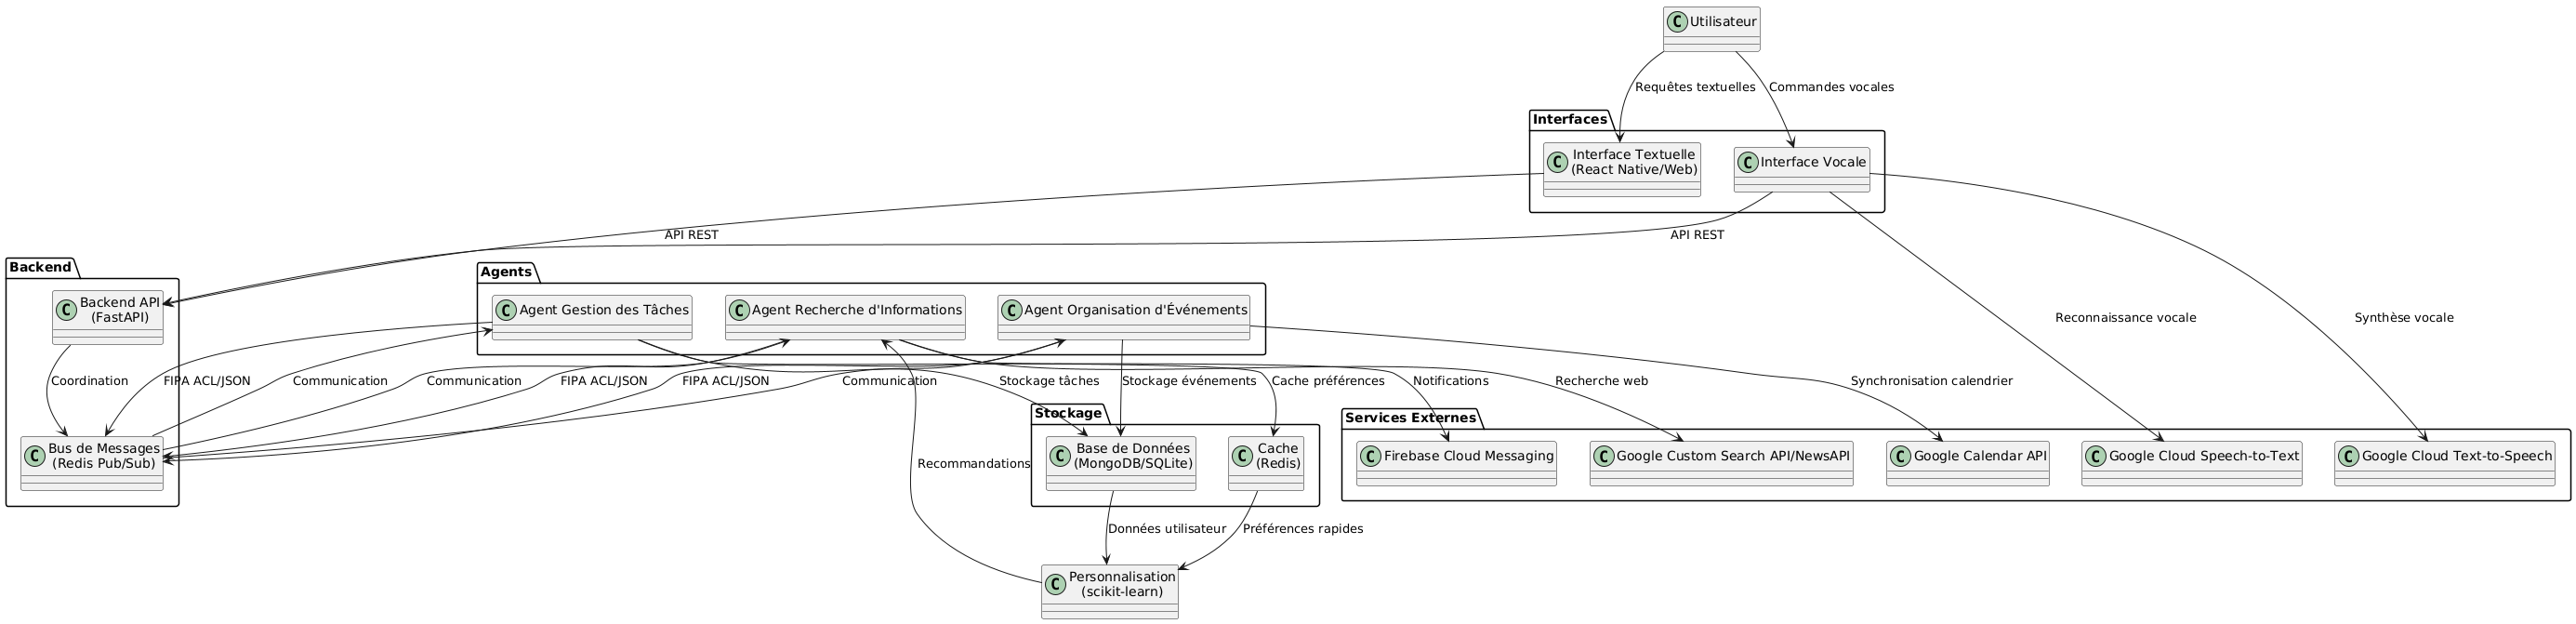 C Utilisateur
Requêtes textuelles
Commandes vocales
Interfaces
C Interface Textuelle
(React Native/Web)
C Interface Vocale
API REST
API REST
Backend
C Backend API
(FastAPI)
Agents
C Agent Gestion des Tâches
C Agent Recherche d'Informations
C Agent Organisation d'Événements
Reconnaissance vocale
Synthèse vocale
Coordination
FIPA ACL/JSON
Communication
Communication
FIPA ACL/JSON
FIPA ACL/JSON
Communication
Stockage tâches
Stockage événements
Cache préférences
Notifications
Recherche web
Synchronisation calendrier
C Bus de Messages
(Redis Pub/Sub)
Stockage
C Base de Données
(MongoDB/SQLite)
C Cache
(Redis)
Services Externes
C Firebase Cloud Messaging
C Google Custom Search API/NewsAPI
C Google Calendar API
C Google Cloud Speech-to-Text
C Google Cloud Text-to-Speech
Recommandations
Données utilisateur
Préférences rapides
C Personnalisation
(scikit-learn)